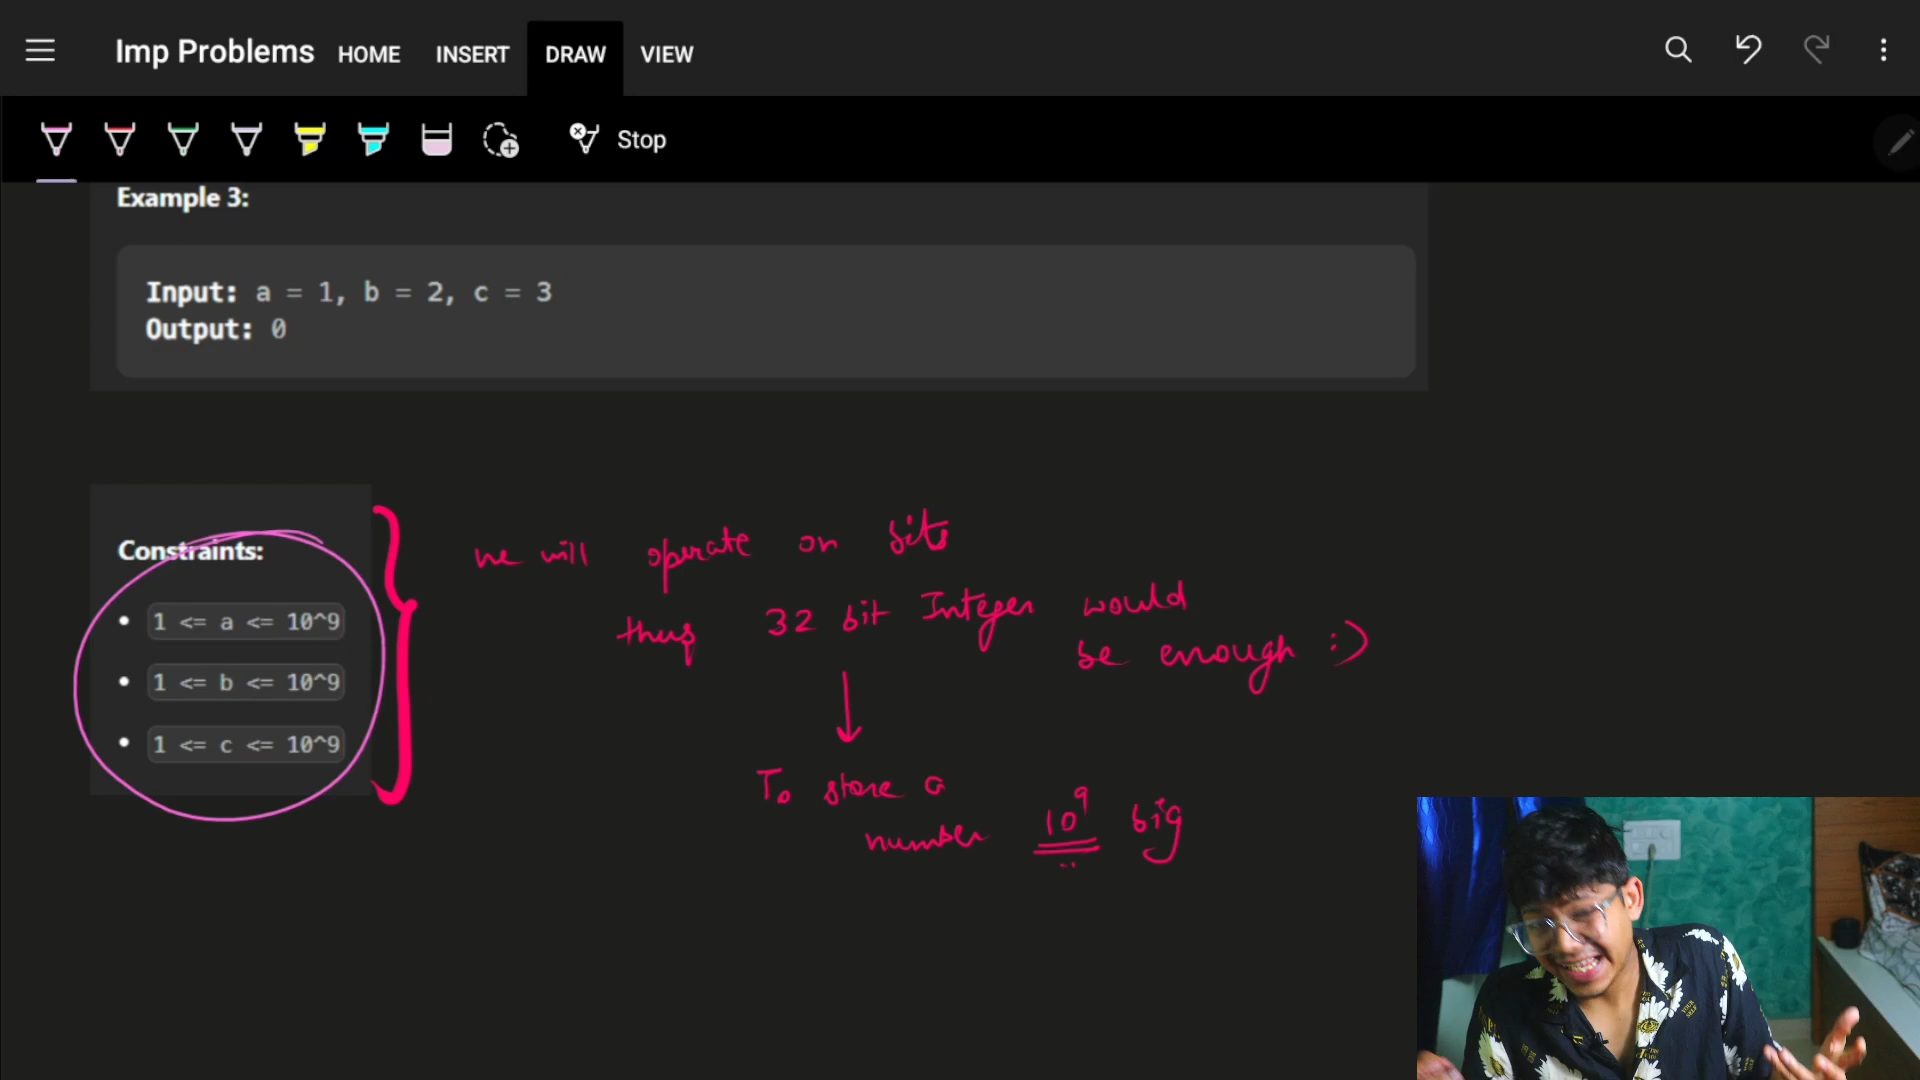 Imp Problems HOME INSERT DRAW VIEW
Stop
Example 3:
Input: a = 1, b = 2, c = 3
Output: 0
Constraints:
1 <= a <= 10^9
1 <= b <= 10^9
1 <= c <= 10^9
we will operate on bits
thus 32 bit Integer would
be enough :)
To store a
number 10^9 big